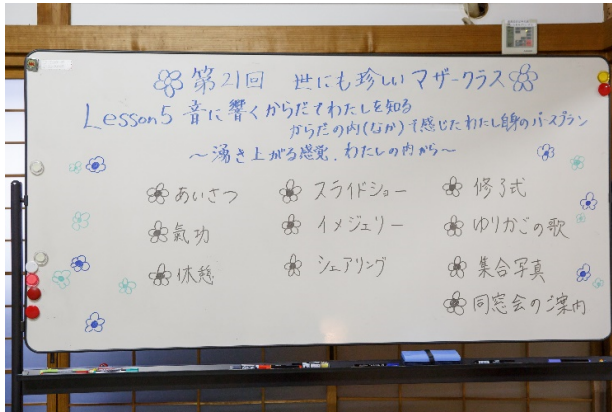 第21回 世にも珍しいマザークラス
Lesson5 音に響くからだでわたしを知る
からだの内(なか)で感じたわたし自身のバースプラン
～湧き上がる感覚、わたしの内から～
あいさつ
氣功
休憩
スライドショー
イメジェリー
シェアリング
修了式
ゆりかごの歌
集合写真
同窓会のご案内